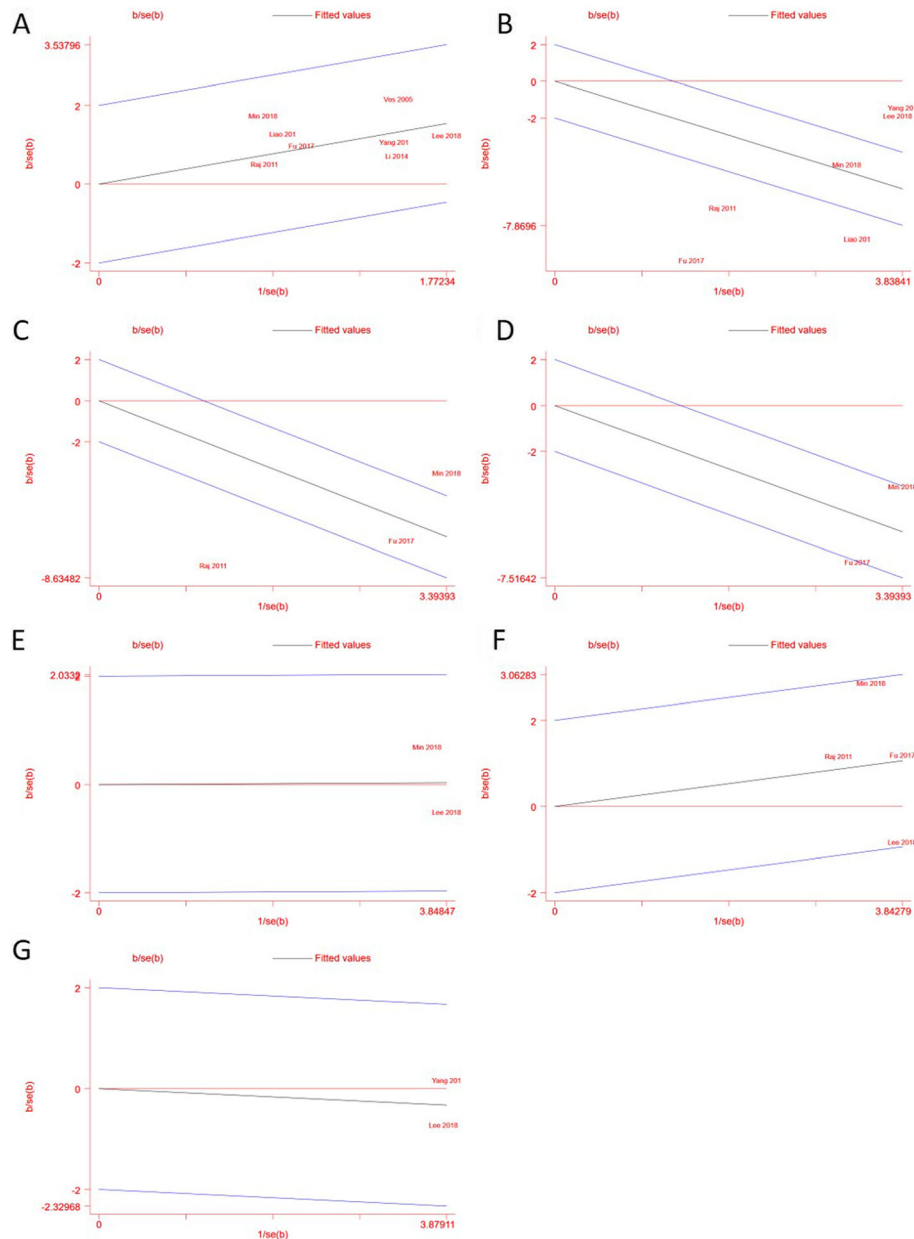 A
b/se(b) Fitted values
3.53796
2
0
-2
b/se(b)
Vos 2005
Min 2018
Liao 201
Lee 2018
Fu 2017
Yang 201
Li 2014
Raj 2011
0
1.77234
1/se(b)
B
b/se(b) Fitted values
2
0
-2
-7.8696
b/se(b)
Yang 20
Lee 2018
Min 2018
Raj 2011
Liao 201
Fu 2017
0
3.83841
1/se(b)
C
b/se(b) Fitted values
2
0
-2
-8.63482
b/se(b)
Min 2018
Fu 2017
Raj 2011
0
3.39393
1/se(b)
D
b/se(b) Fitted values
2
0
-2
-7.51642
b/se(b)
Min 2018
Fu 2017
0
3.39393
1/se(b)
E
b/se(b) Fitted values
2
0
-2
b/se(b)
Min 2018
Lee 2018
0
3.84847
1/se(b)
F
b/se(b) Fitted values
3.06283
2
0
-2
b/se(b)
Min 2018
Raj 2011
Fu 2017
Lee 2018
0
3.84279
1/se(b)
G
b/se(b) Fitted values
2
0
-2
-2.32968
b/se(b)
Yang 201
Lee 2018
0
3.87911
1/se(b)